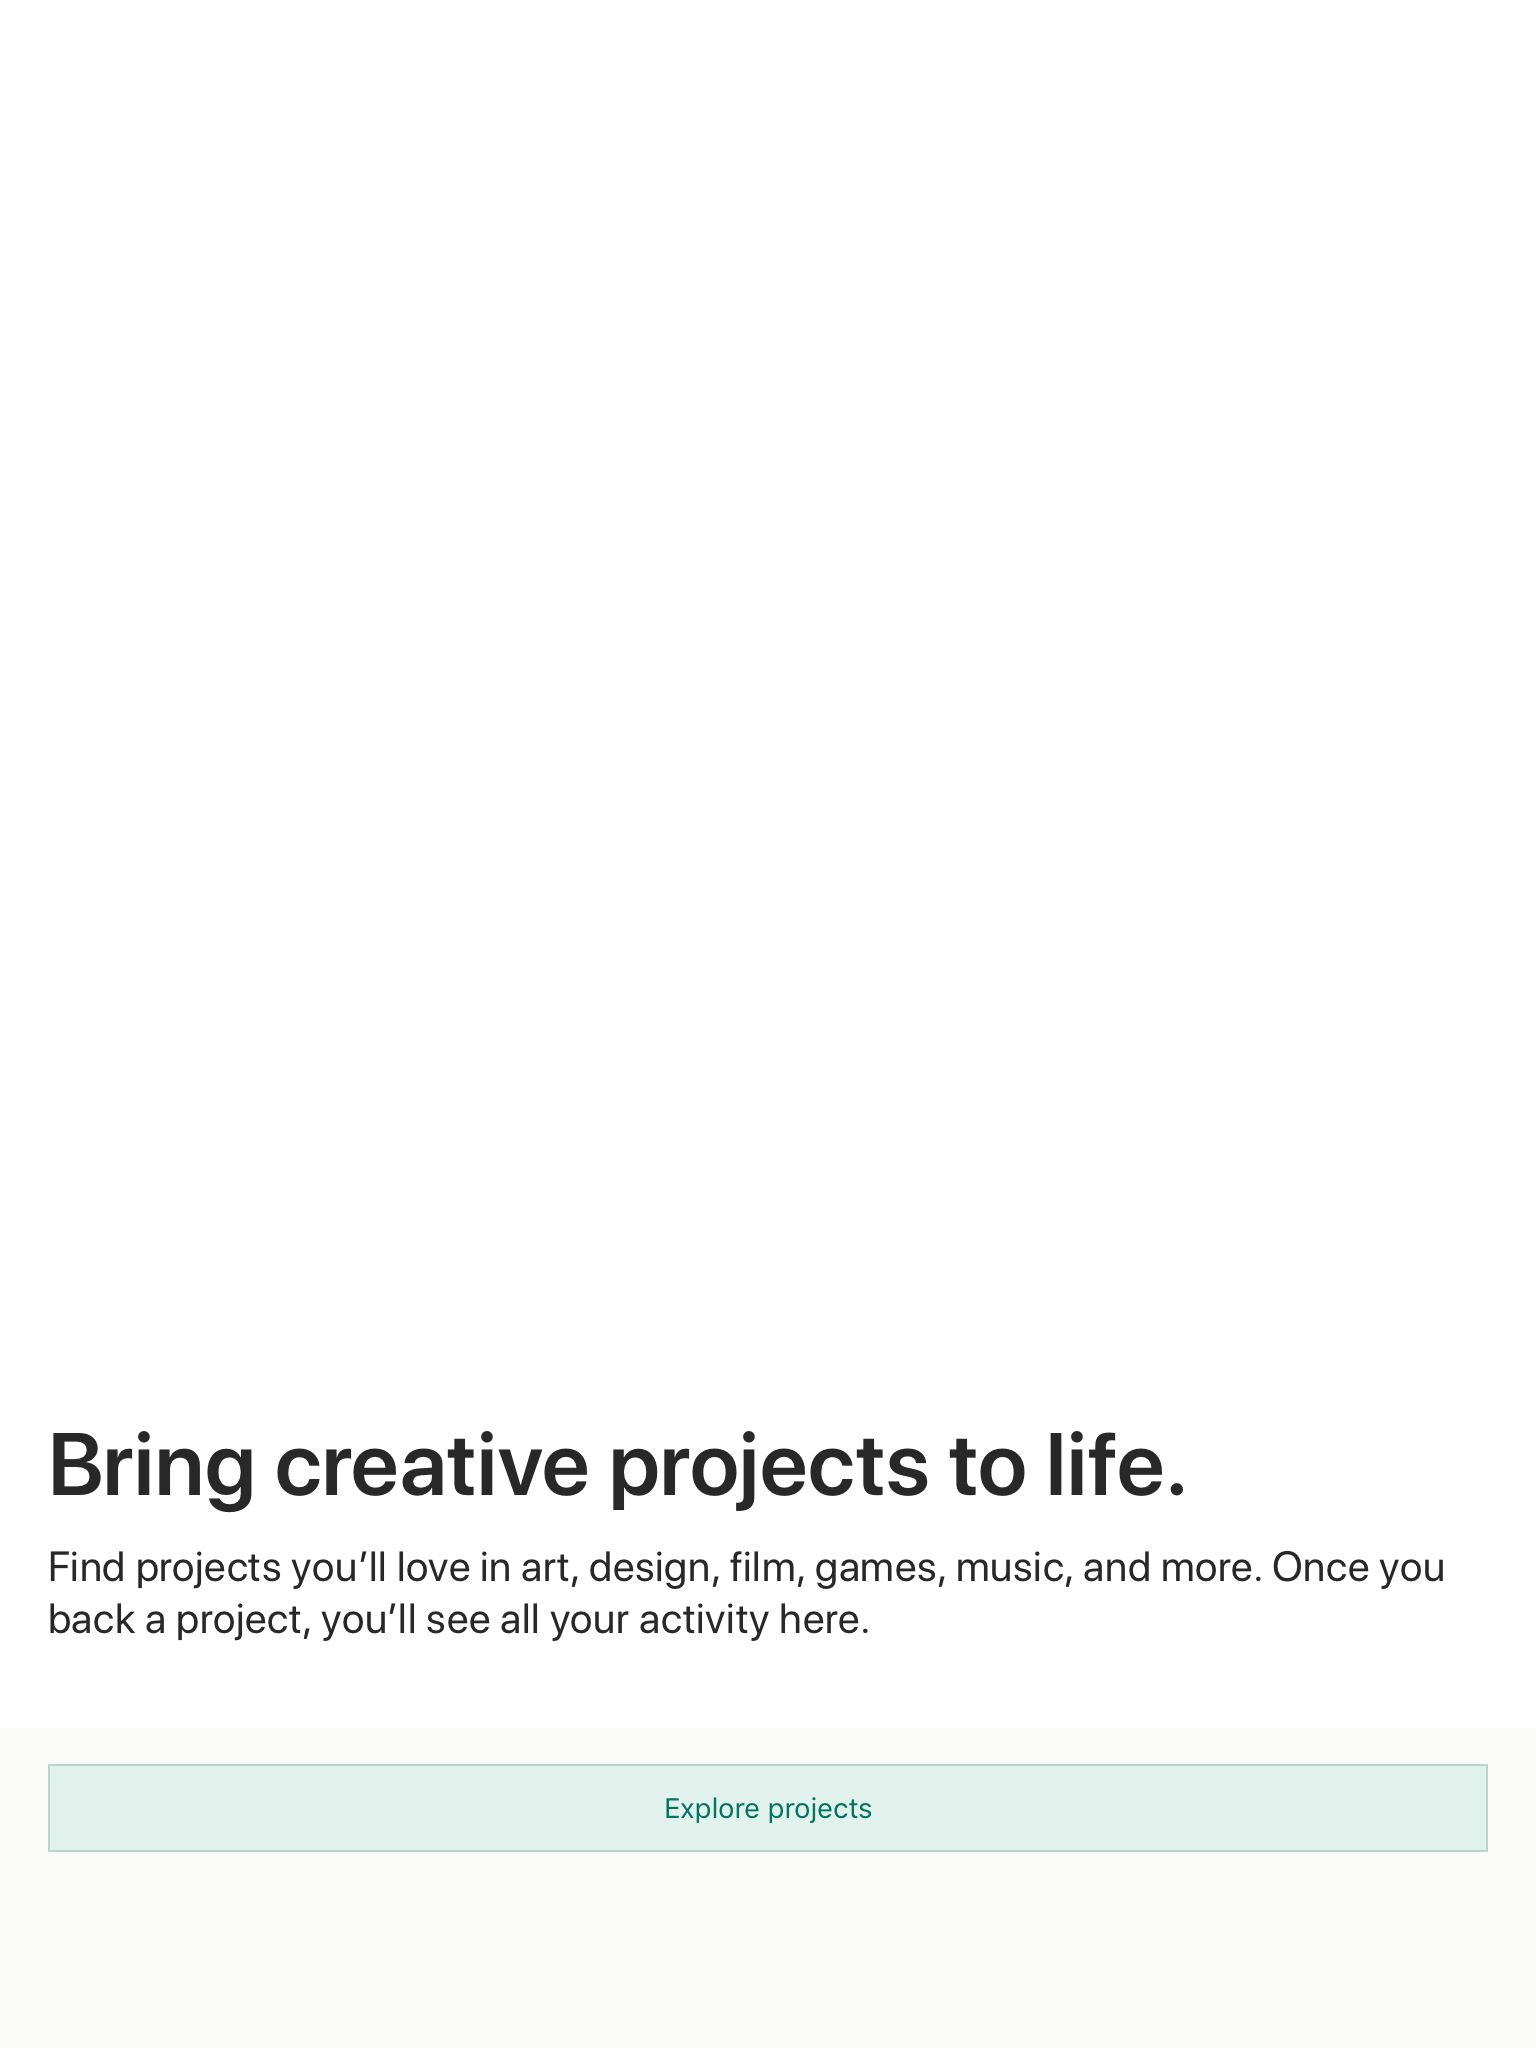 Bring creative projects to life.
Find projects you’ll love in art, design, film, games, music, and more. Once you
back a project, you’ll see all your activity here.
Explore projects